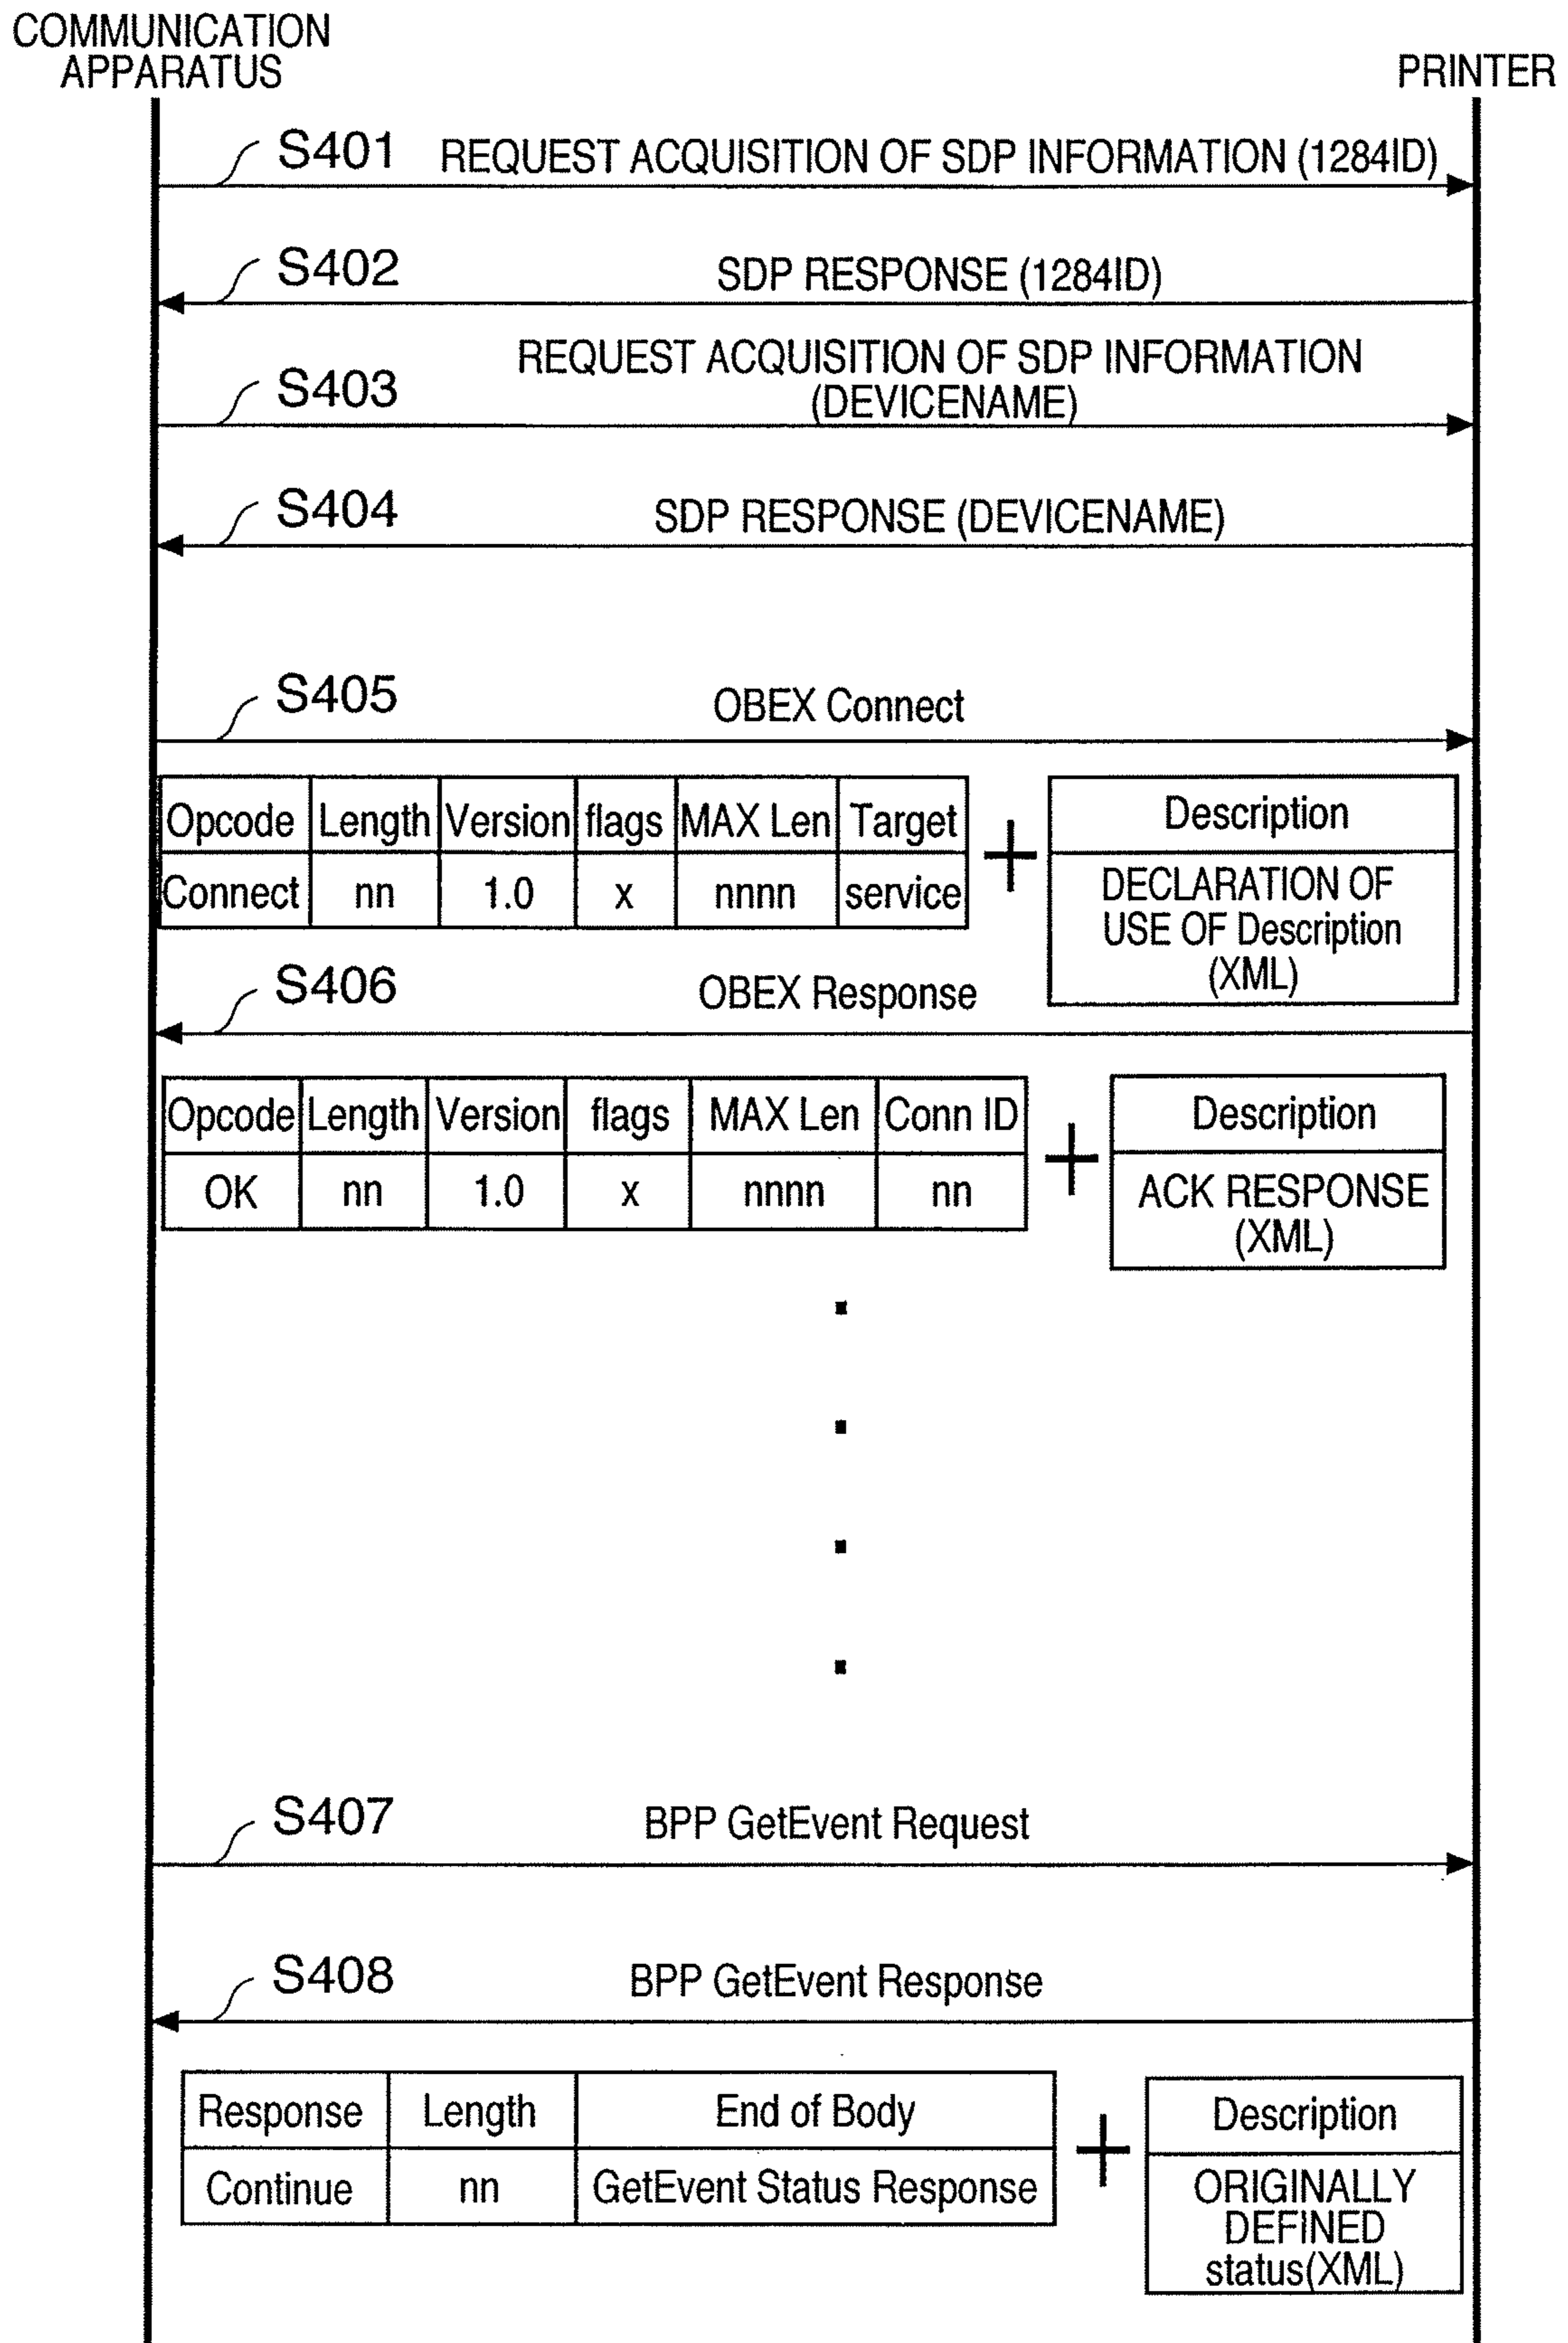 COMMUNICATION
APPARATUS
PRINTER
S401 REQUEST ACQUISITION OF SDP INFORMATION (1284ID)
S402 SDP RESPONSE (1284ID)
REQUEST ACQUISITION OF SDP INFORMATION
S403 (DEVICENAME)
S404 SDP RESPONSE (DEVICENAME)
S405 OBEX Connect
Opcode Length Version flags MAX Len Target
Connect nn 1.0 x nnnn service
+
Description
DECLARATION OF
USE OF Description
(XML)
S406 OBEX Response
Opcode Length Version flags MAX Len Conn ID
OK nn 1.0 x nnnn nn
+
Description
ACK RESPONSE
(XML)
S407 BPP GetEvent Request
S408 BPP GetEvent Response
Response Length End of Body
Continue nn GetEvent Status Response
+
Description
ORIGINALLY
DEFINED
status(XML)